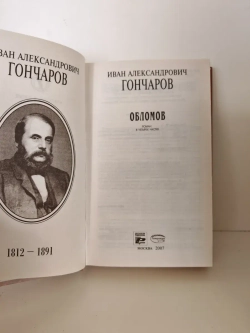 ИВАН АЛЕКСАНДРОВИЧ
ГОНЧАРОВ
1812 – 1891
ИВАН АЛЕКСАНДРОВИЧ
ГОНЧАРОВ
ОБЛОМОВ
МОСКВА 2007